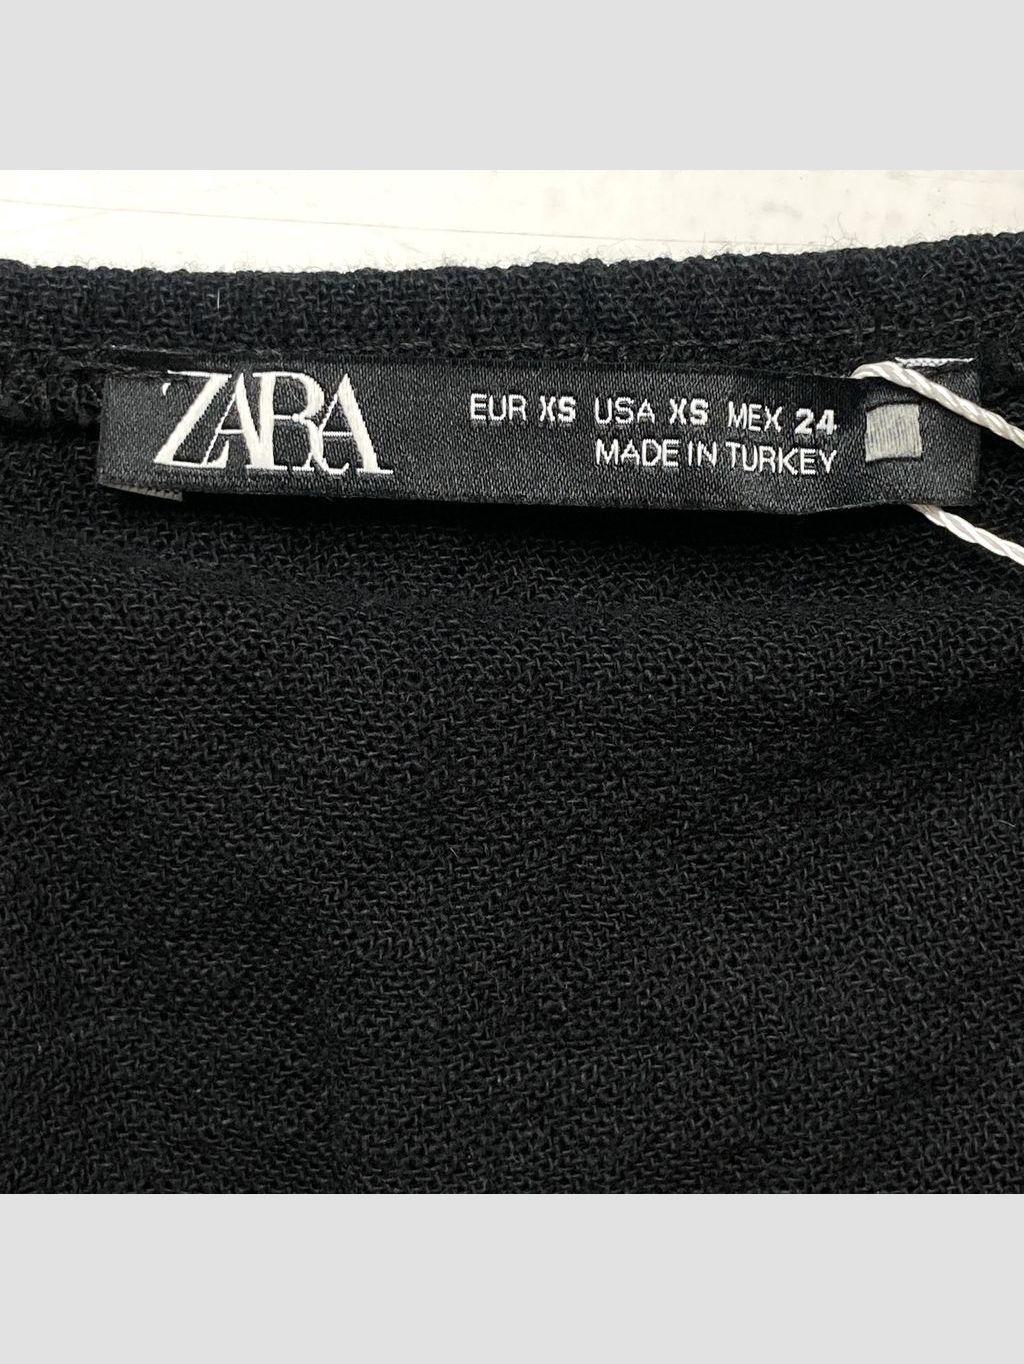 ZARA
EUR XS USA XS MEX 24
MADE IN TURKEY